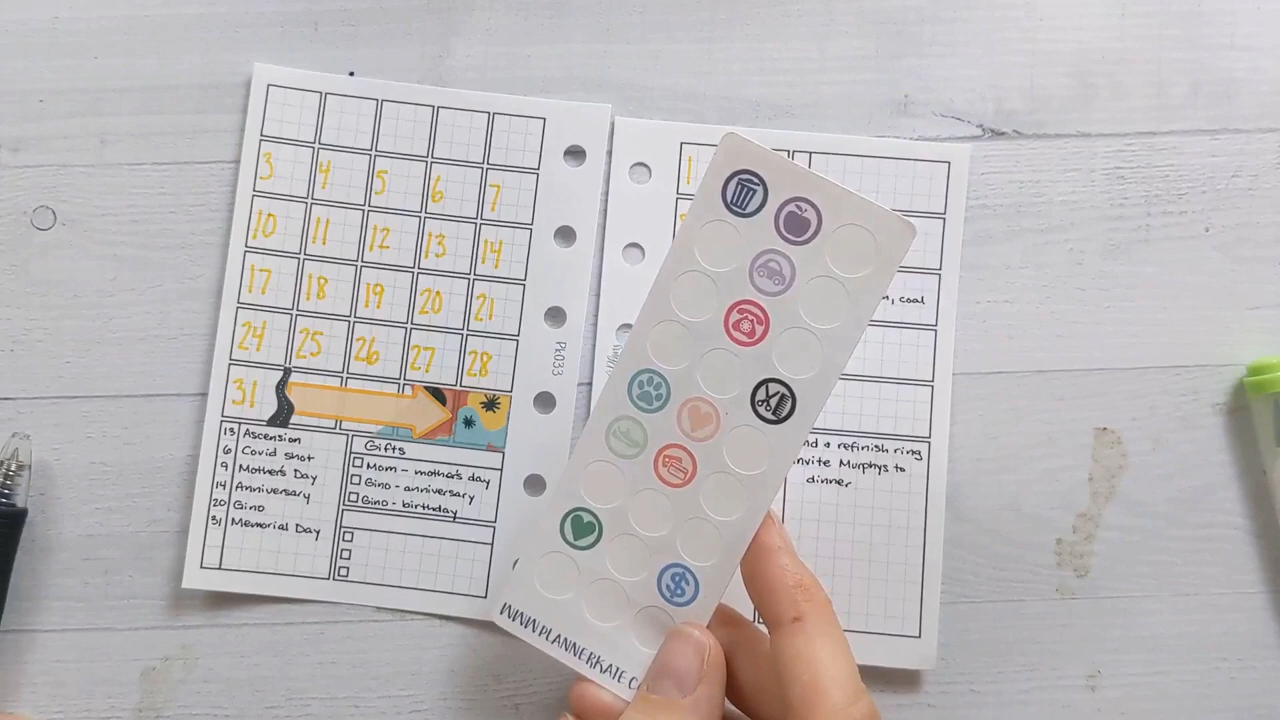 3 4 5 6 7
10 11 12 13 14
17 18 19 20 21
24 25 26 27 28
31
13 Ascension
6 Covid shot
9 Mother's Day
14 Anniversary
20 Gino
31 Memorial Day
Gifts
Mom - mother's day
Gino - anniversary
Gino - birthday
PK033
1
coal
refinish ring
invite Murphys to
dinner
$
WWW.PLANNERKATE.C